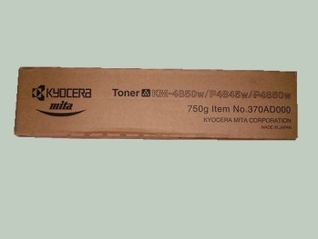 KYOCERA
mita
Toner KM-4850w/P4845w/P4850w
750g Item No.370AD000
KYOCERA MITA CORPORATION
MADE IN JAPAN